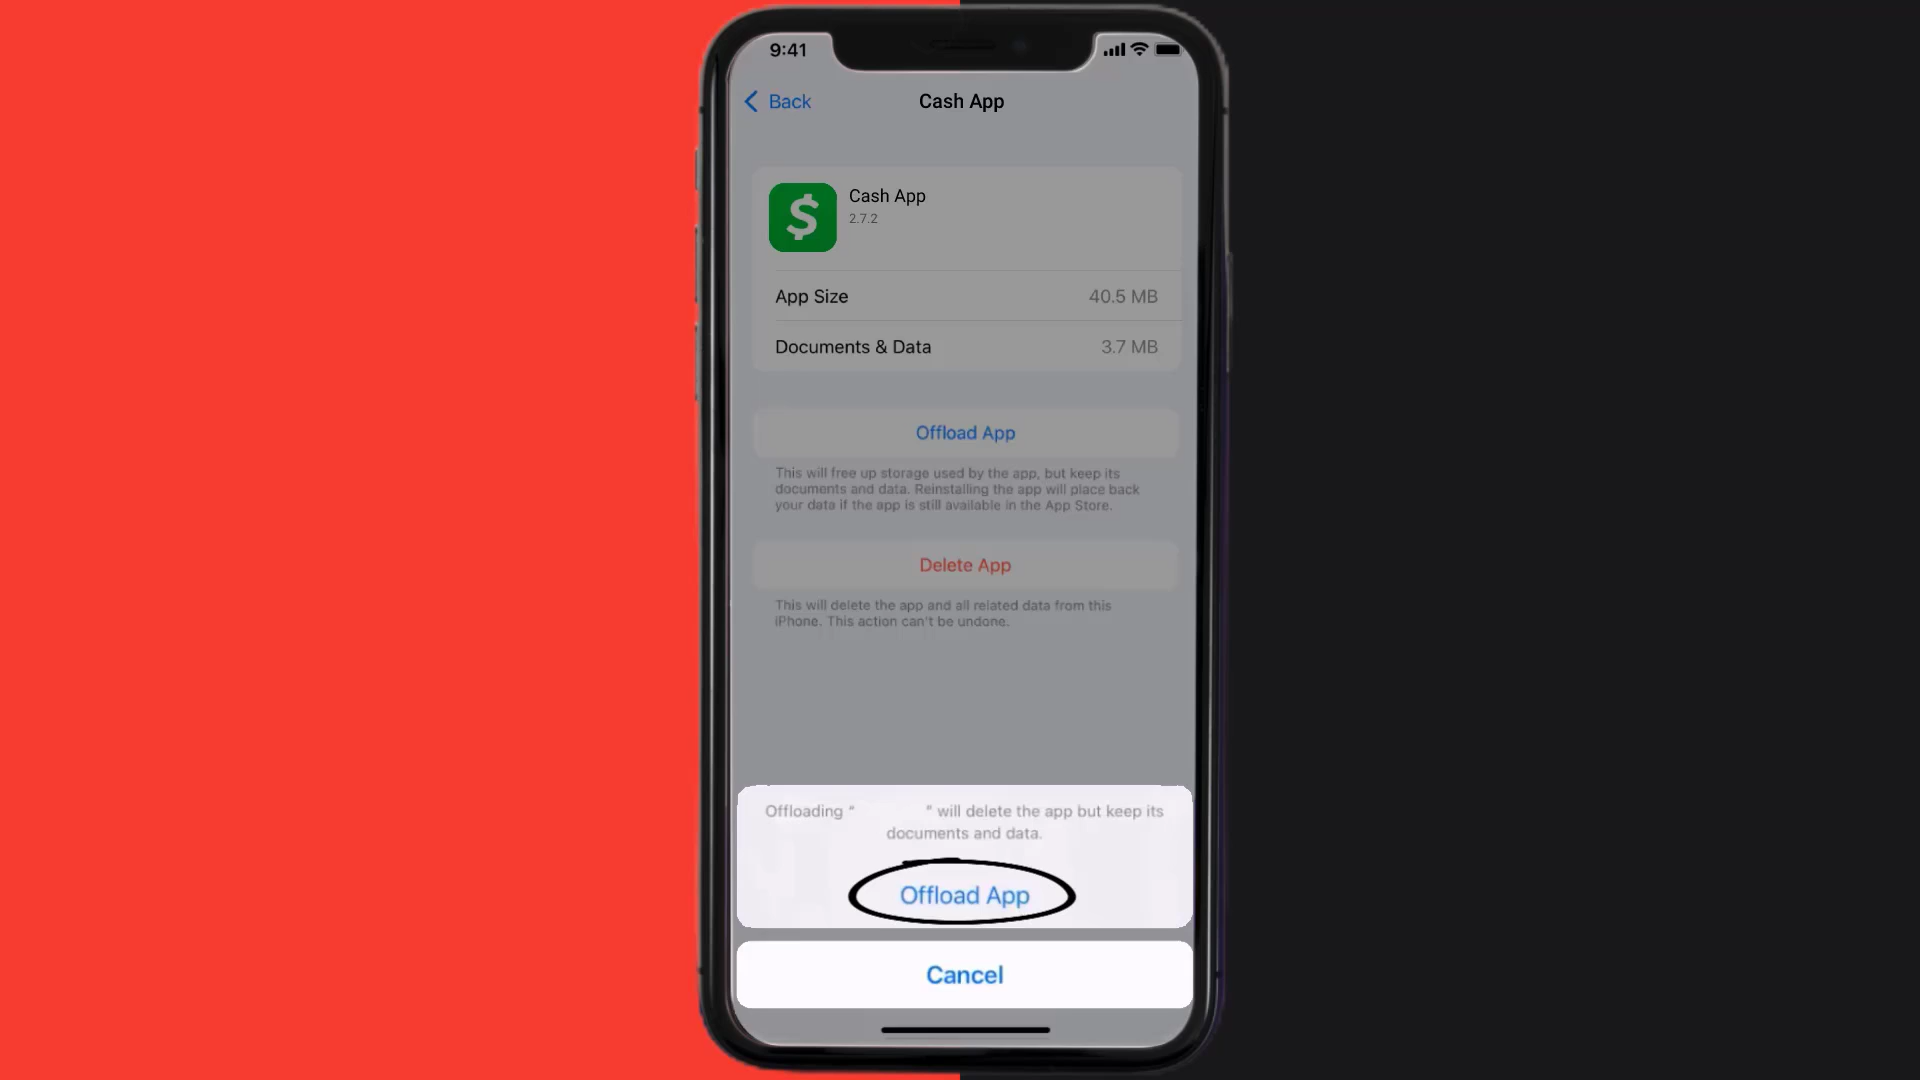 9:41
Back
Cash App
$
Cash App
2.7.2
App Size 40.5 MB
Documents & Data 3.7 MB
Offload App
This will free up storage used by the app, but keep its
documents and data. Reinstalling the app will place back
your data if the app is still available in the App Store.
Delete App
This will delete the app and all related data from this
iPhone. This action can't be undone.
Offloading “ ” will delete the app but keep its
documents and data.
Offload App
Cancel